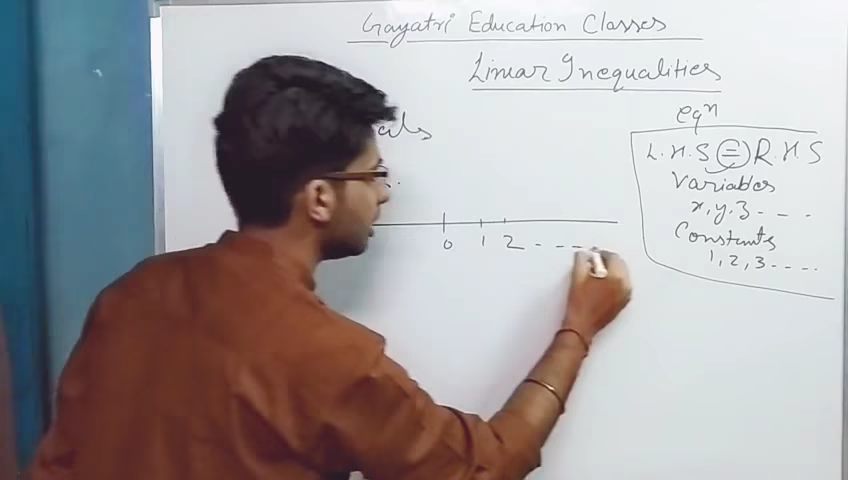 Gayatri Education Classes
Linear Inequalities
eqn
L.H.S = R.H.S
Variables
x, y, z - - - .
Constants
1, 2, 3 - - - .
0 1 2 - - -